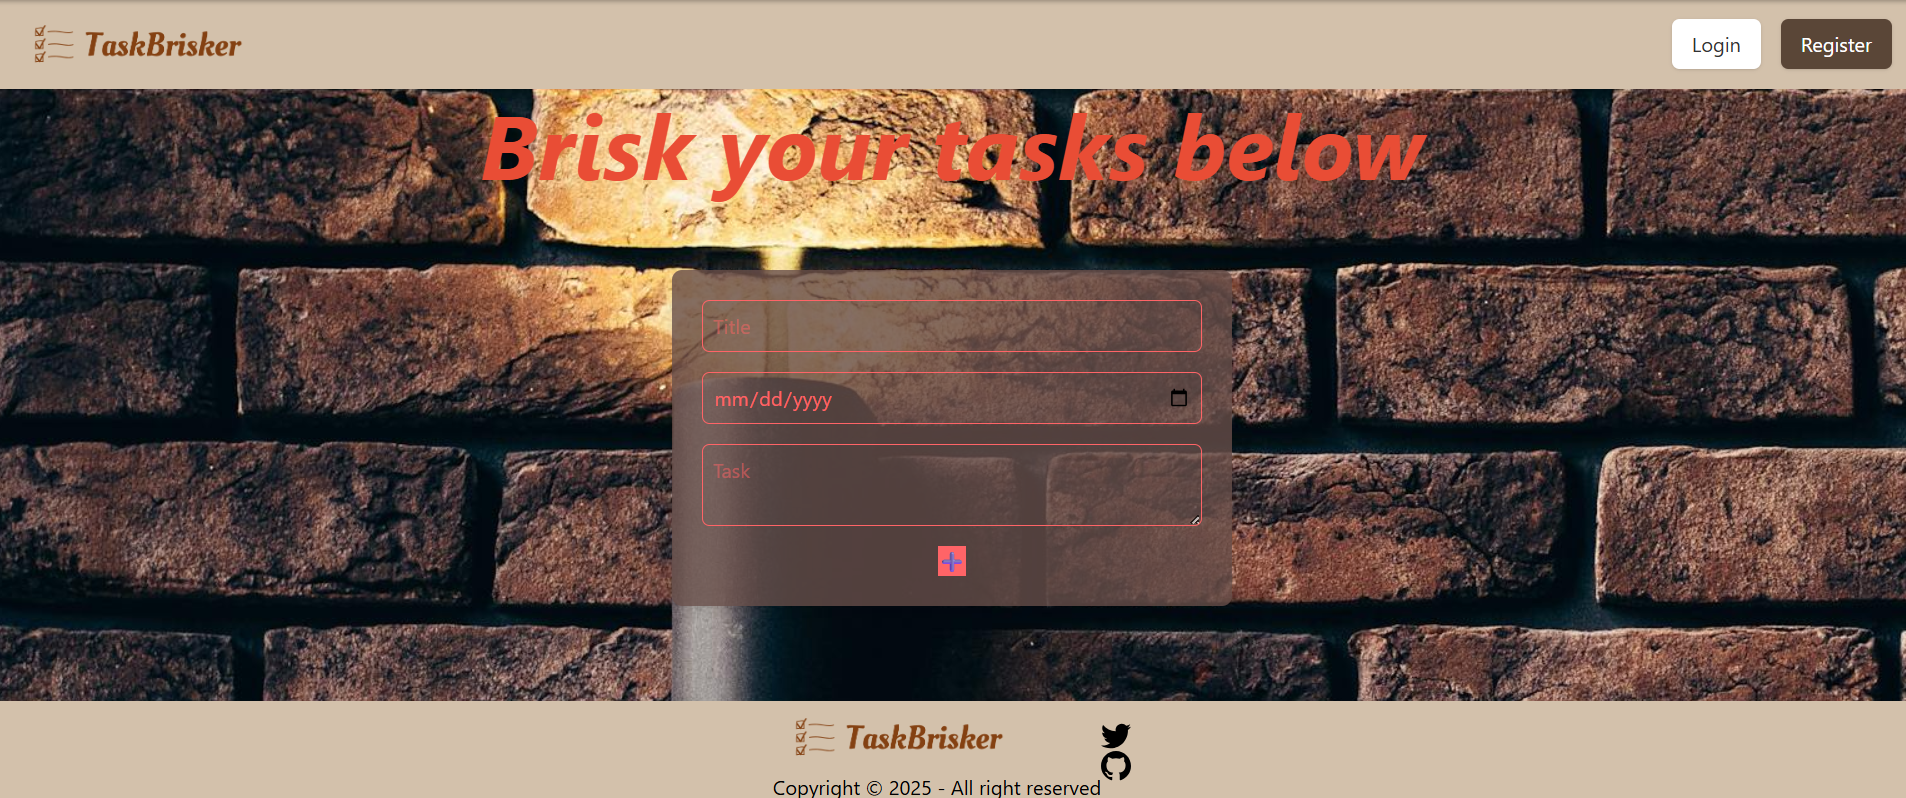 TaskBrisker
Login
Register
Brisk your tasks below
Title
mm/dd/yyyy
Task
TaskBrisker
Copyright © 2025 - All right reserved